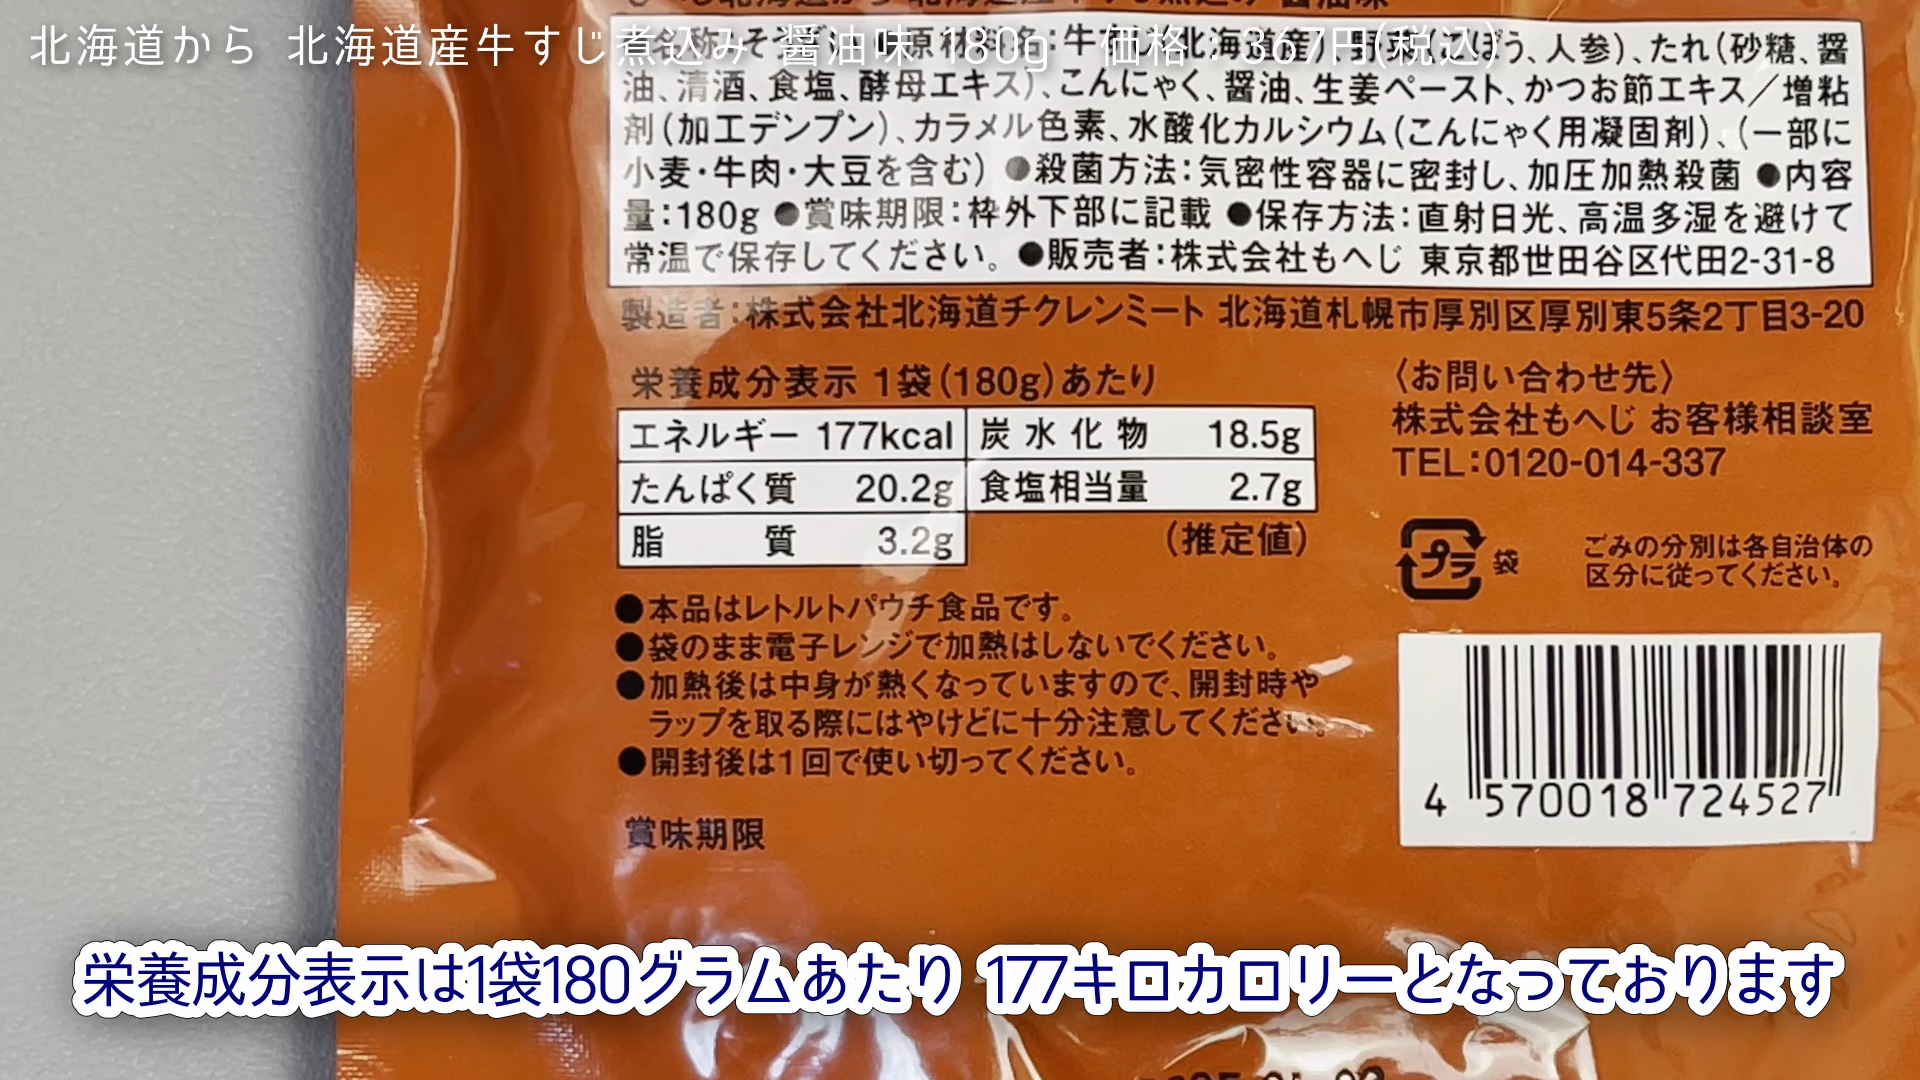 北海道から 北海道産牛すじ煮込み 醤油味 180g 価格:367円(税込)
う、人参)、たれ(砂糖、醤
油、清酒、食塩、酵母エキス)、こんにゃく、醤油、生姜ペースト、かつお節エキス/増粘
剤(加工デンプン)、カラメル色素、水酸化カルシウム(こんにゃく用凝固剤)、(一部に
小麦・牛肉・大豆を含む) ●殺菌方法:気密性容器に密封し、加圧加熱殺菌 ●内容
量:180g ●賞味期限:枠外下部に記載 ●保存方法:直射日光、高温多湿を避けて
常温で保存してください。 ●販売者:株式会社もへじ 東京都世田谷区代田2-31-8
製造者:株式会社北海道チクレンミート 北海道札幌市厚別区厚別東5条2丁目3-20
栄養成分表示 1袋(180g)あたり
エネルギー 177kcal 炭水化物 18.5g
たんぱく質 20.2g 食塩相当量 2.7g
脂質 3.2g (推定値)
〈お問い合わせ先〉
株式会社もへじ お客様相談室
TEL:0120-014-337
プラ 袋
ごみの分別は各自治体の
区分に従ってください。
●本品はレトルトパウチ食品です。
●袋のまま電子レンジで加熱はしないでください。
●加熱後は中身が熱くなっていますので、開封時や
ラップを取る際にはやけどに十分注意してください。
●開封後は1回で使い切ってください。
4 570018 724527
賞味期限
栄養成分表示は1袋180グラムあたり 177キロカロリーとなっております